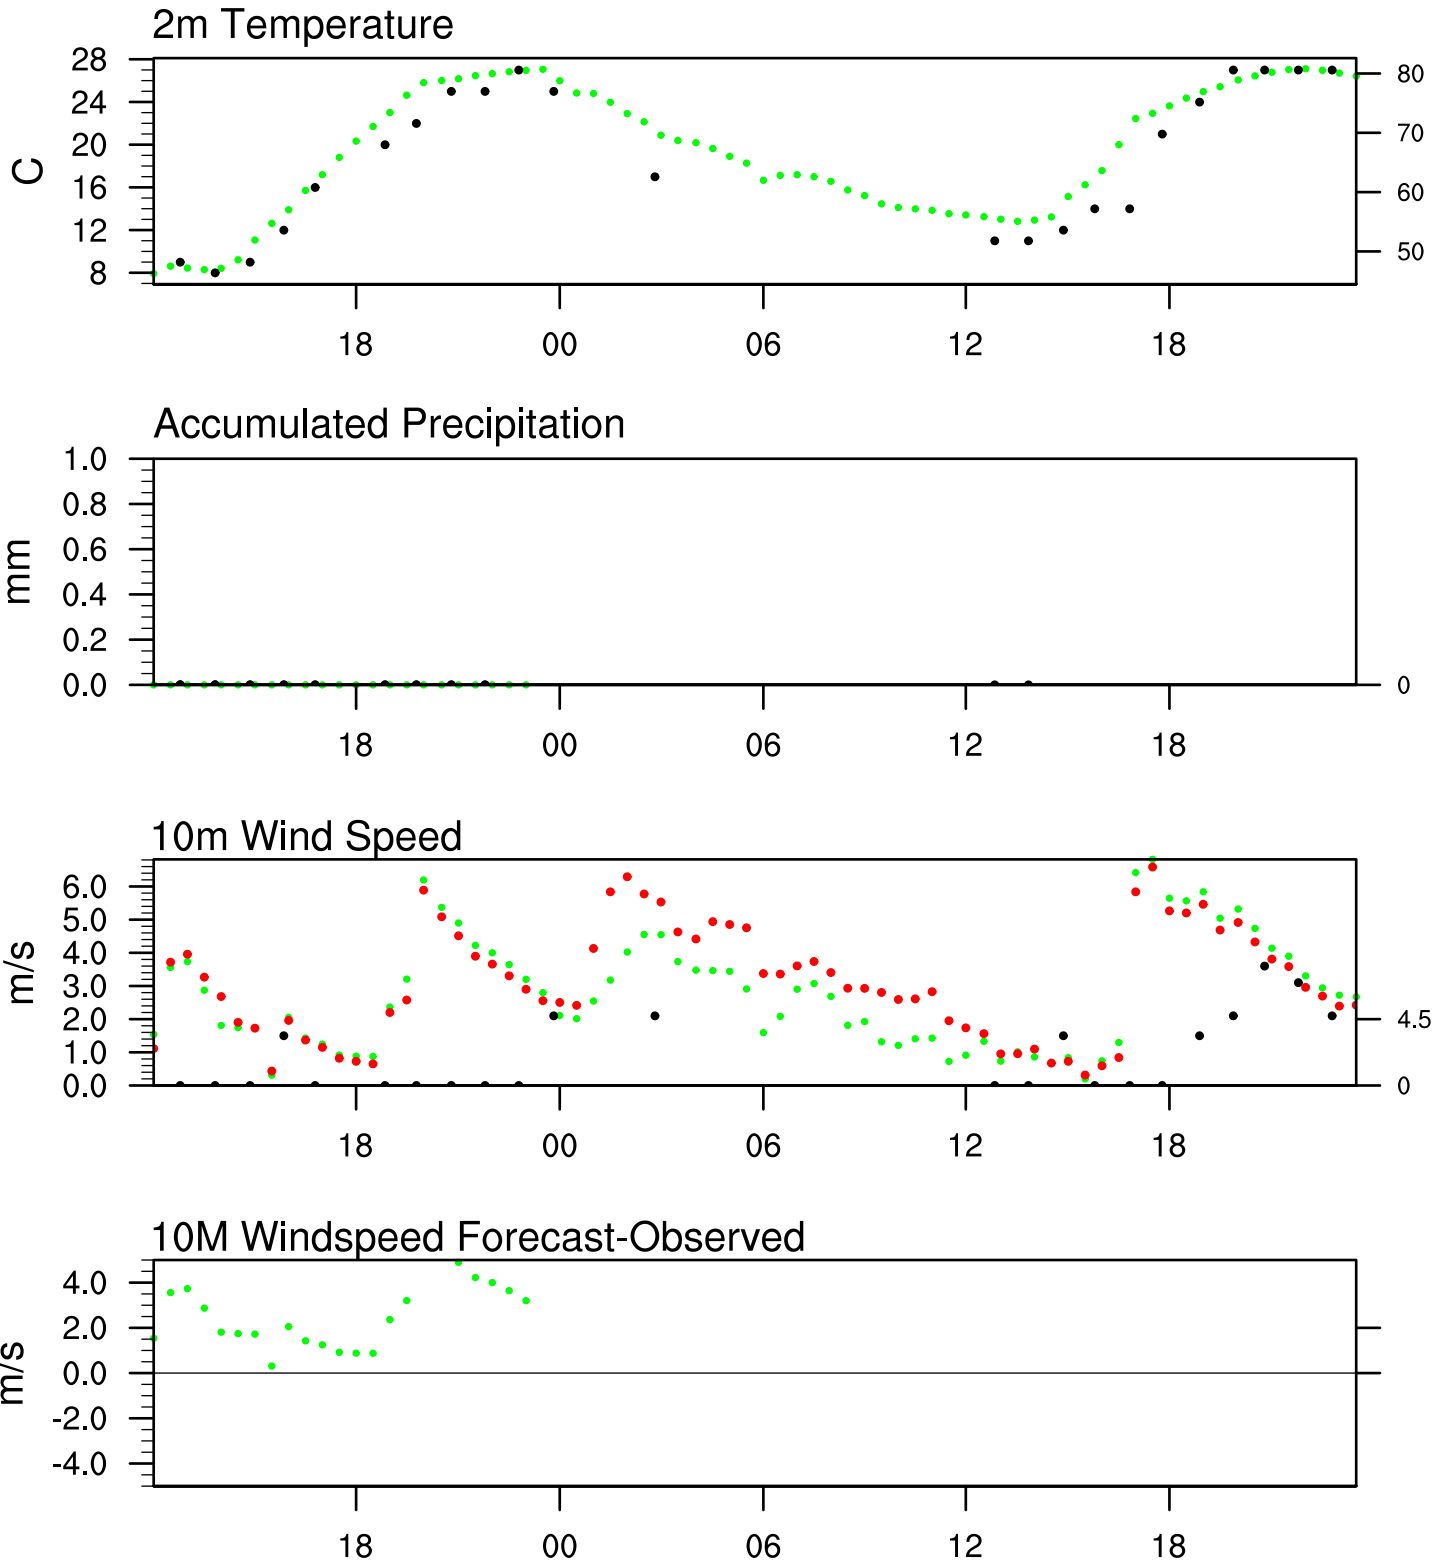 2m Temperature
28
24
20
16
12
8
C
80
70
60
50
18 00 06 12 18
Accumulated Precipitation
1.0
0.8
0.6
0.4
0.2
0.0
mm
0
18 00 06 12 18
10m Wind Speed
6.0
5.0
4.0
3.0
2.0
1.0
0.0
m/s
4.5
0
18 00 06 12 18
10M Windspeed Forecast-Observed
4.0
2.0
0.0
-2.0
-4.0
m/s
18 00 06 12 18